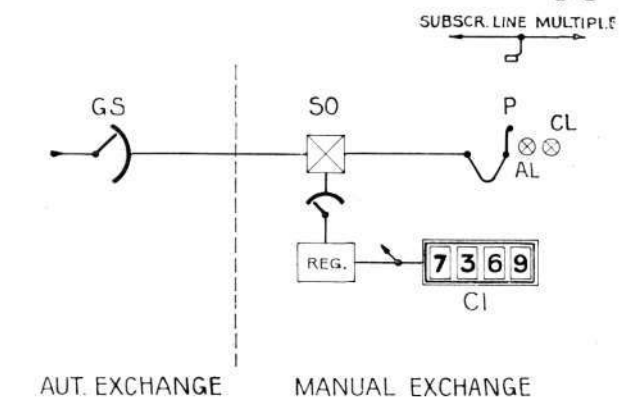 SUBSCR. LINE MULTIPLE
GS
SO
P
CL
AL
REG.
7369
CI
AUT. EXCHANGE
MANUAL EXCHANGE